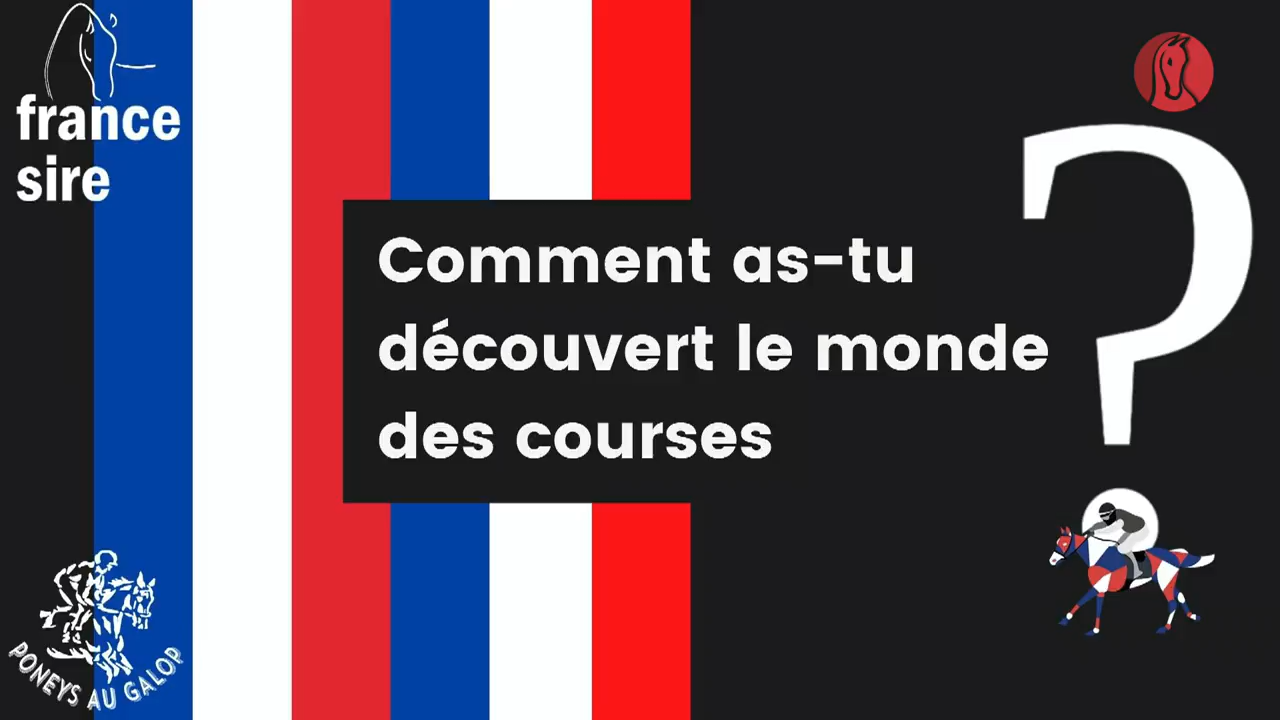 france
sire
Comment as-tu
découvert le monde
des courses
?
PONEYS AU GALOP